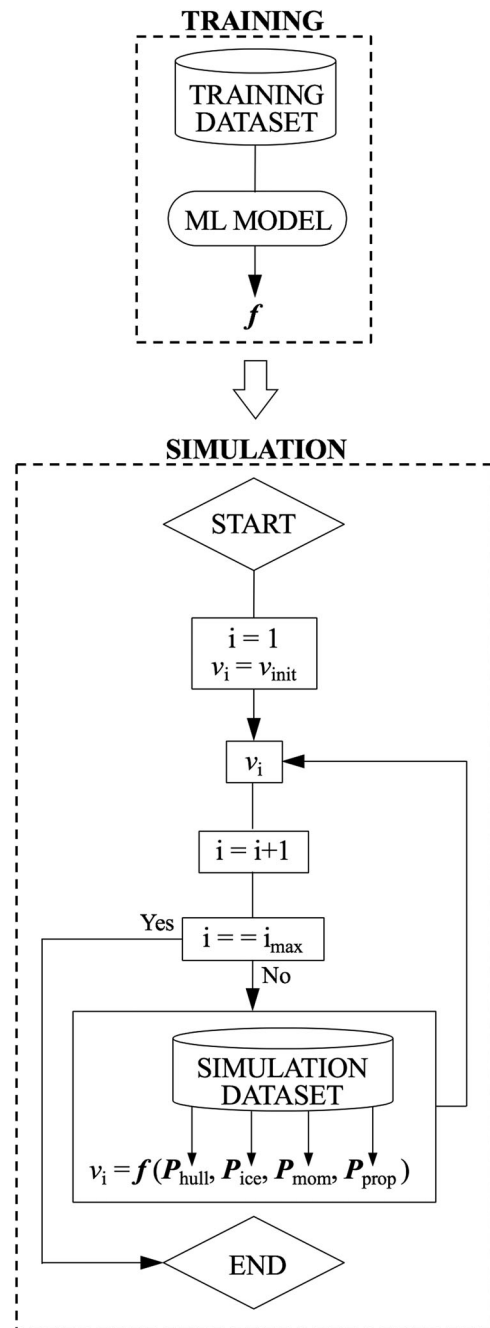 TRAINING
TRAINING
DATASET
ML MODEL
f
SIMULATION
START
i = 1
vi = vinit
vi
i = i+1
Yes
i = = imax
No
SIMULATION
DATASET
vi = f (Phull, Pice, Pmom, Pprop )
END